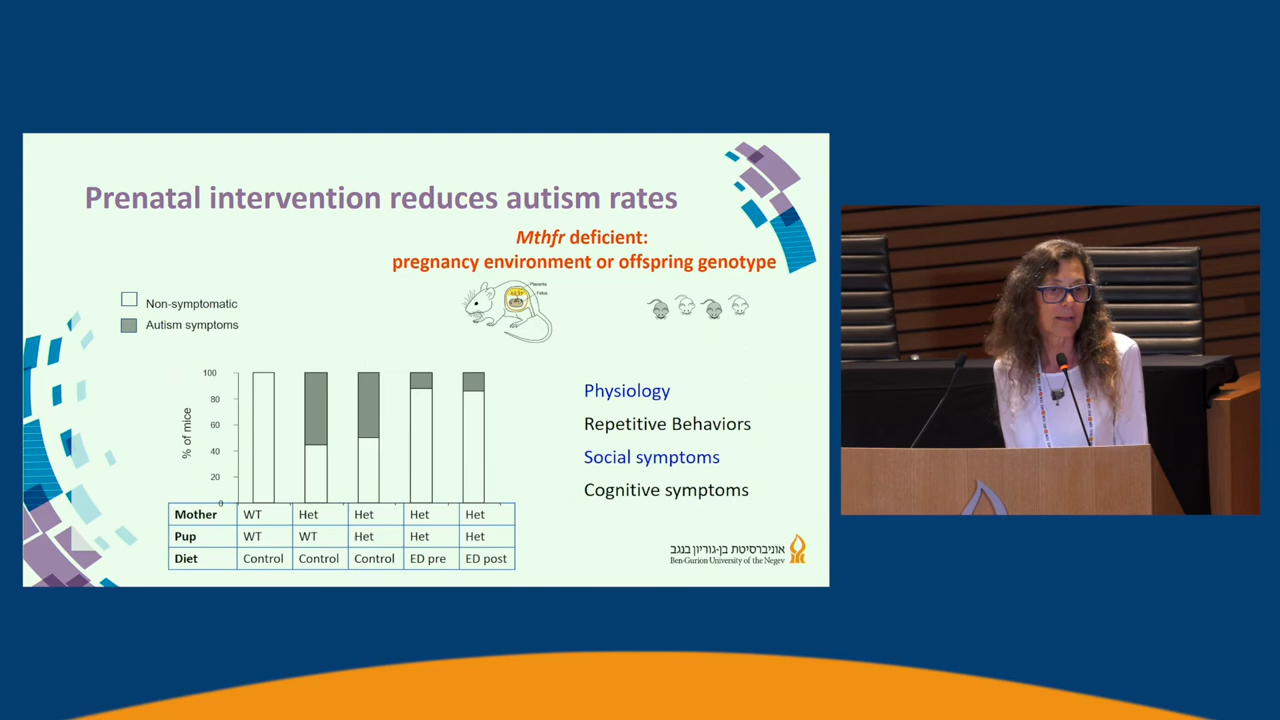 Prenatal intervention reduces autism rates
Mthfr deficient:
pregnancy environment or offspring genotype
Non-symptomatic
Autism symptoms
Placenta
Fetus
100
80
60
40
20
0
% of mice
Mother WT Het Het Het Het
Pup WT WT Het Het Het
Diet Control Control Control ED pre ED post
Physiology
Repetitive Behaviors
Social symptoms
Cognitive symptoms
אוניברסיטת בן-גוריון בנגב
Ben-Gurion University of the Negev